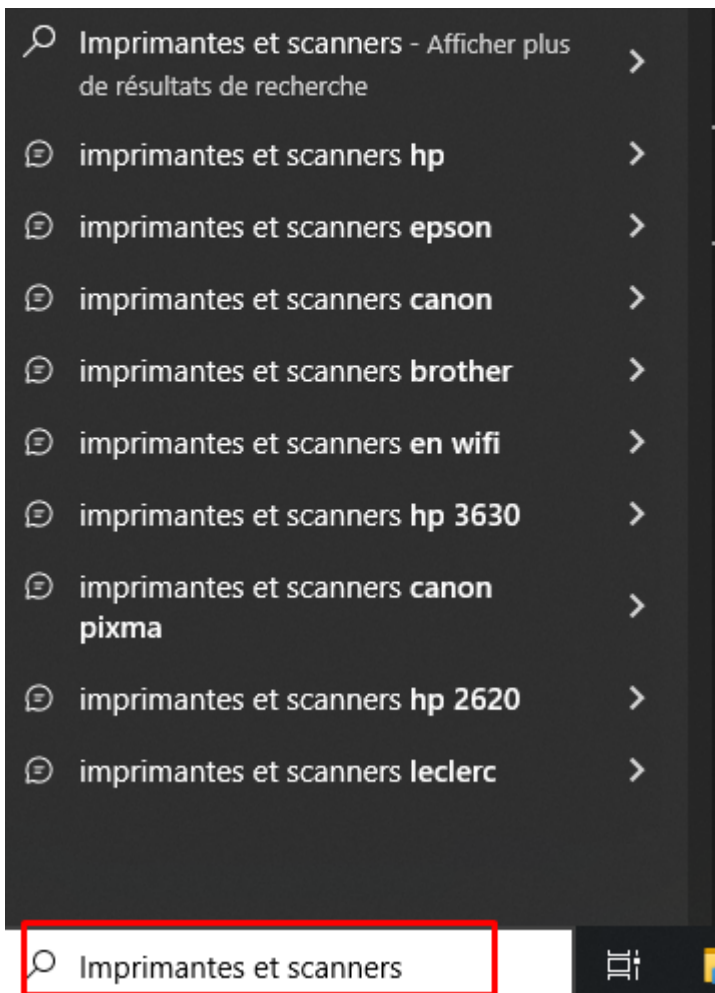 Imprimantes et scanners - Afficher plus
de résultats de recherche
imprimantes et scanners hp
imprimantes et scanners epson
imprimantes et scanners canon
imprimantes et scanners brother
imprimantes et scanners en wifi
imprimantes et scanners hp 3630
imprimantes et scanners canon
pixma
imprimantes et scanners hp 2620
imprimantes et scanners leclerc
Imprimantes et scanners